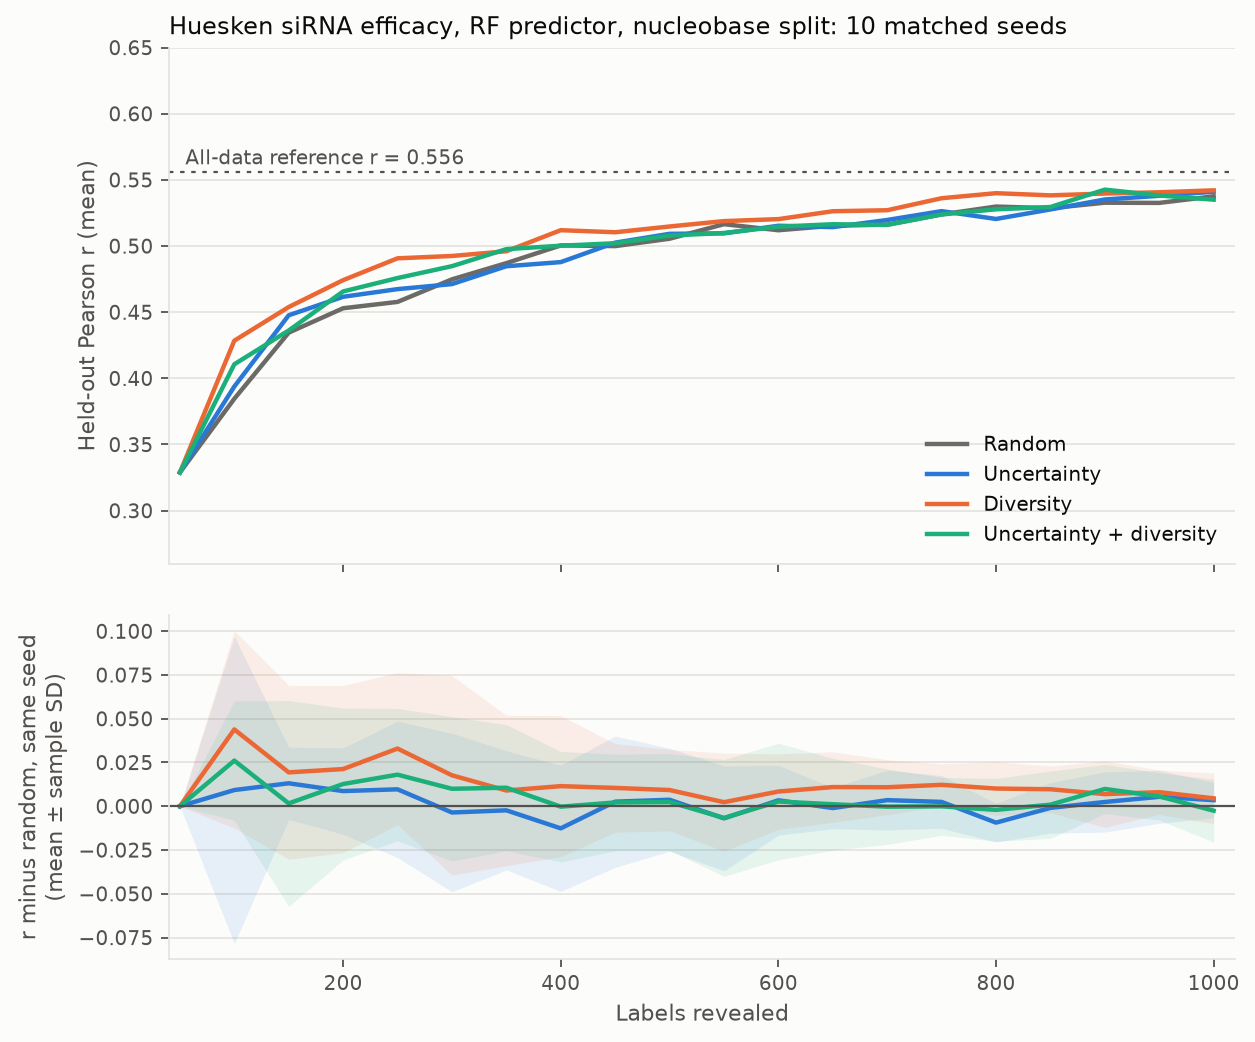 Huesken siRNA efficacy, RF predictor, nucleobase split: 10 matched seeds
0.65
0.60
All-data reference r = 0.556
0.55
0.50
0.45
0.40
0.35
0.30
Held-out Pearson r (mean)
Random
Uncertainty
Diversity
Uncertainty + diversity
0.100
0.075
0.050
0.025
0.000
−0.025
−0.050
−0.075
r minus random, same seed
(mean ± sample SD)
200
400
600
800
1000
Labels revealed